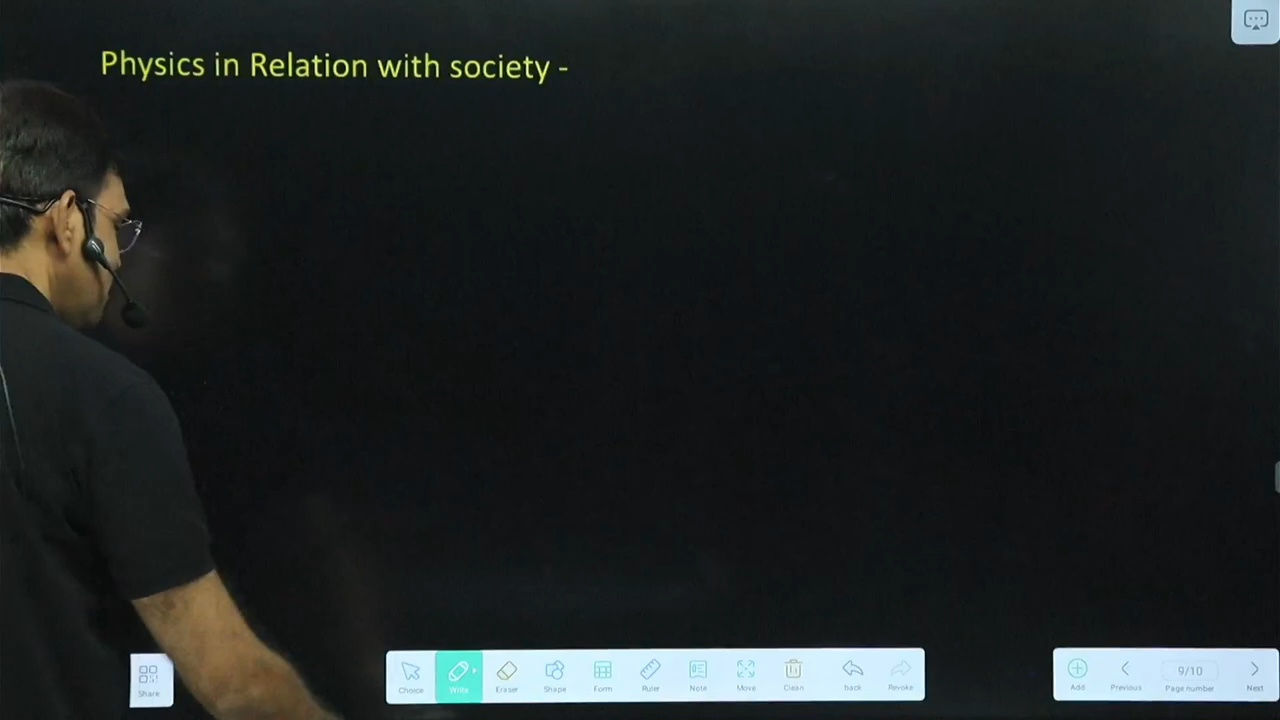 Physics in Relation with society -
Share
Choice
Write
Eraser
Shape
Form
Ruler
Note
Move
Clean
back
Revoke
Add
Previous
9/10
Page number
Next